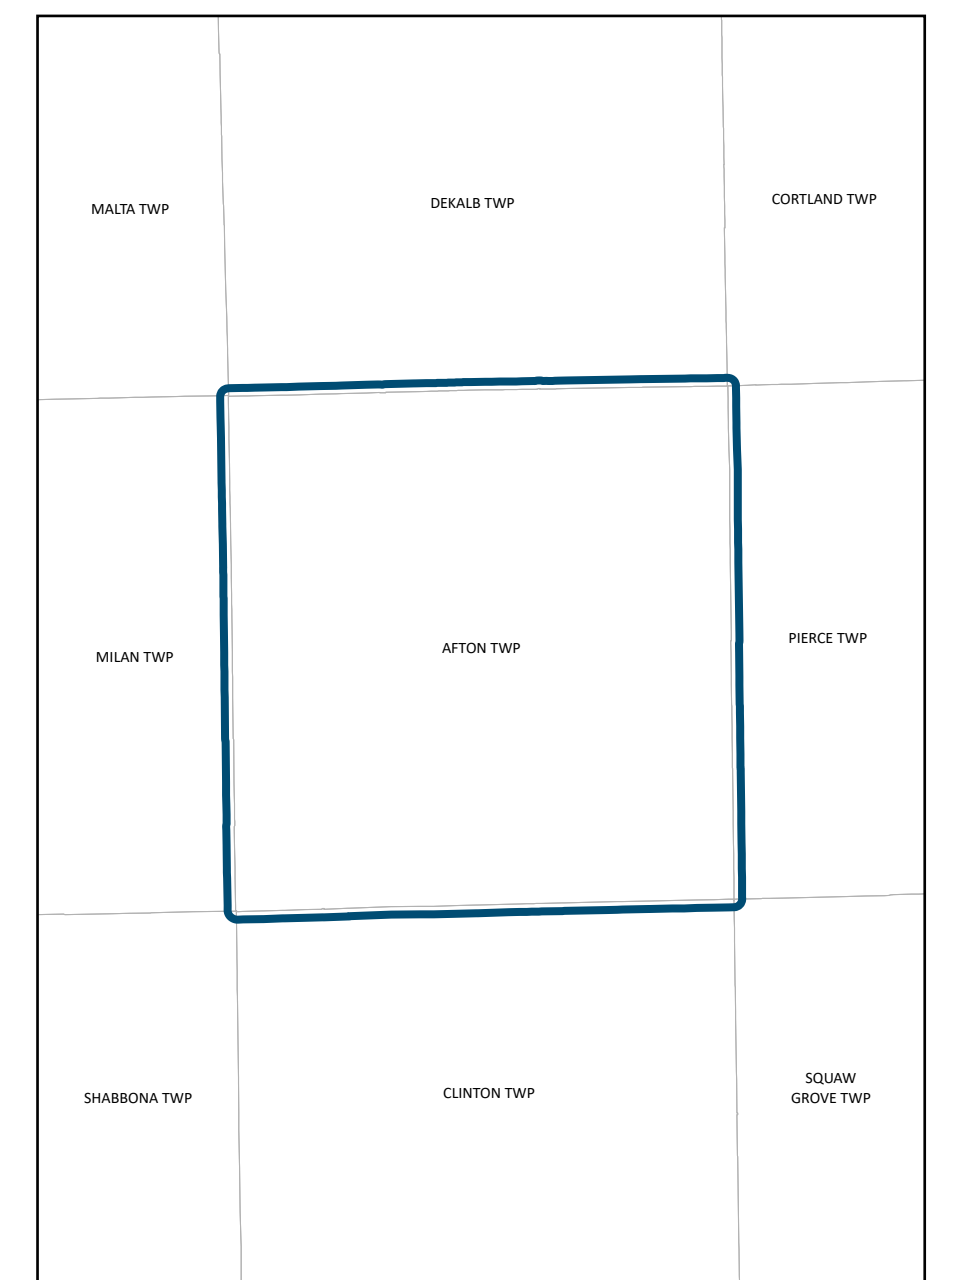 MALTA TWP
DEKALB TWP
CORTLAND TWP
MILAN TWP
AFTON TWP
PIERCE TWP
SHABBONA TWP
CLINTON TWP
SQUAW
GROVE TWP